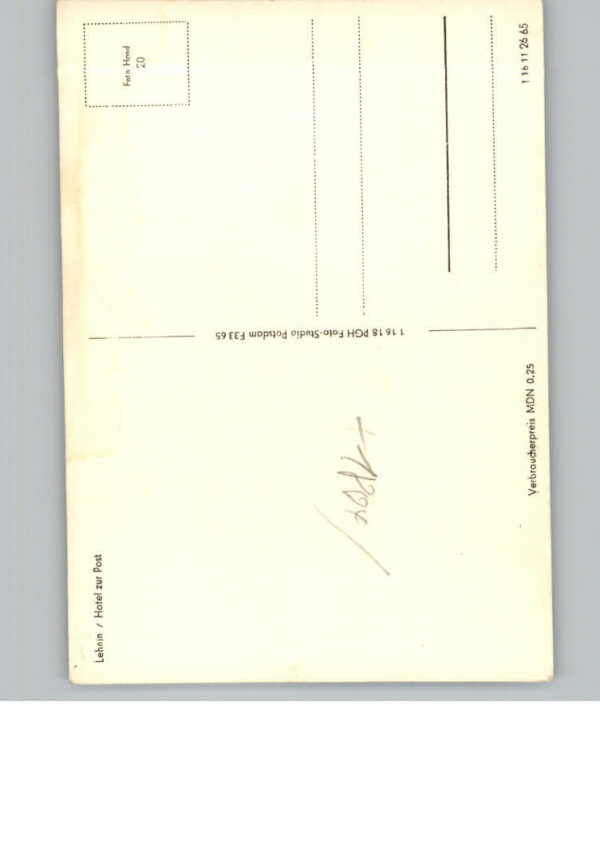 Lehnin / Hotel zur Post
Verbraucherpreis MDN 0,25
1 16 18 PGH Foto-Studio Potsdam F33 65
Foto Hand
20
1 16 11 26 65